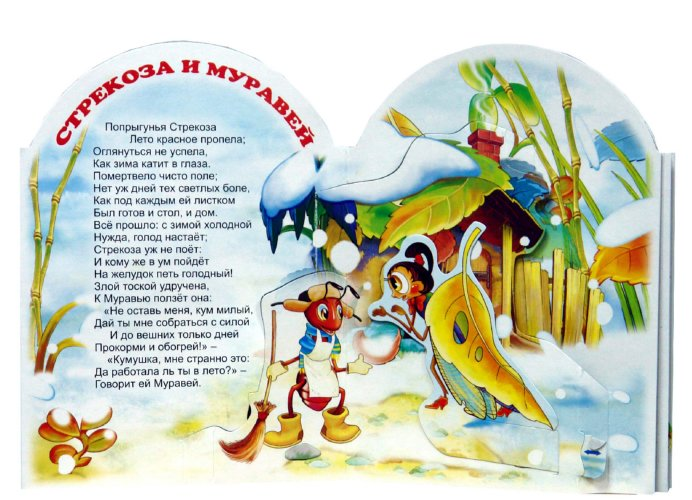 СТРЕКОЗА И МУРАВЕЙ
Попрыгунья Стрекоза
Лето красное пропела;
Оглянуться не успела,
Как зима катит в глаза.
Помертвело чисто поле;
Нет уж дней тех светлых боле,
Как под каждым ей листком
Был готов и стол, и дом.
Всё прошло: с зимой холодной
Нужда, голод настаёт;
Стрекоза уж не поёт:
И кому же в ум пойдёт
На желудок петь голодный!
Злой тоской удручена,
К Муравью ползёт она:
«Не оставь меня, кум милый,
Дай ты мне собраться с силой
И до вешних только дней
Прокорми и обогрей!» –
«Кумушка, мне странно это:
Да работала ль ты в лето?» –
Говорит ей Муравей.